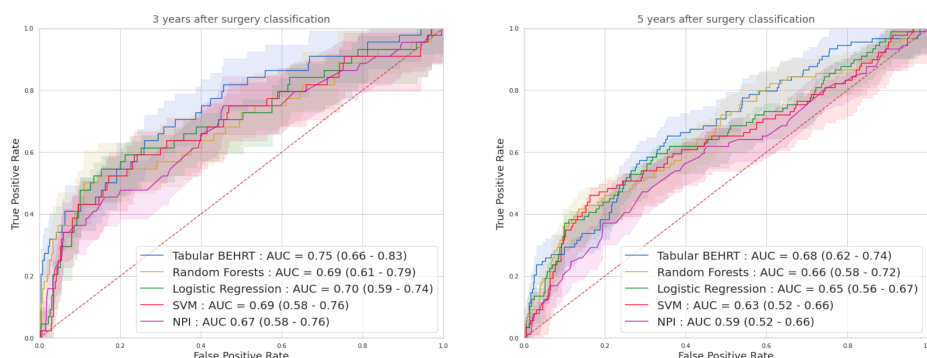 3 years after surgery classification
1.0
0.8
0.6
0.4
0.2
0.0
True Positive Rate
Tabular BEHRT : AUC = 0.75 (0.66 - 0.83)
Random Forests : AUC = 0.69 (0.61 - 0.79)
Logistic Regression : AUC = 0.70 (0.59 - 0.74)
SVM : AUC = 0.69 (0.58 - 0.76)
NPI : AUC 0.67 (0.58 - 0.76)
0.0 0.2 0.4 0.6 0.8 1.0
False Positive Rate
5 years after surgery classification
1.0
0.8
0.6
0.4
0.2
0.0
True Positive Rate
Tabular BEHRT : AUC = 0.68 (0.62 - 0.74)
Random Forests : AUC = 0.66 (0.58 - 0.72)
Logistic Regression : AUC = 0.65 (0.56 - 0.67)
SVM : AUC = 0.63 (0.52 - 0.66)
NPI : AUC 0.59 (0.52 - 0.66)
0.0 0.2 0.4 0.6 0.8 1.0
False Positive Rate